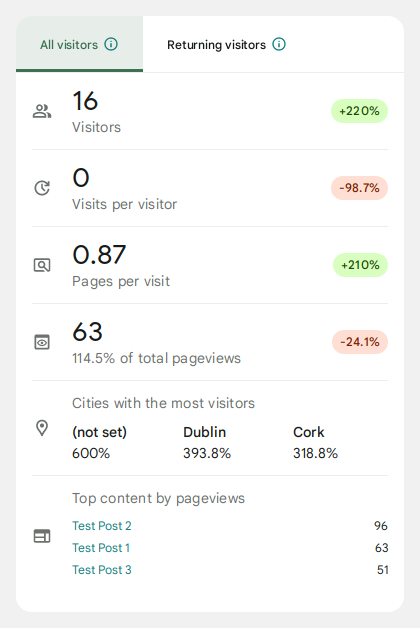 All visitors
Returning visitors
16
+220%
Visitors
0
-98.7%
Visits per visitor
0.87
+210%
Pages per visit
63
-24.1%
114.5% of total pageviews
Cities with the most visitors
(not set) Dublin Cork
600% 393.8% 318.8%
Top content by pageviews
Test Post 2 96
Test Post 1 63
Test Post 3 51